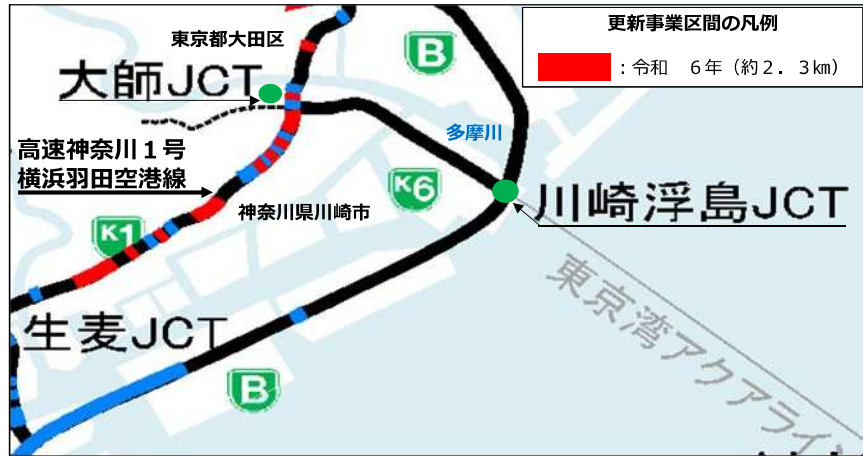 東京都大田区
B
更新事業区間の凡例
：令和　６年（約２．３km）
大師JCT
多摩川
高速神奈川１号
横浜羽田空港線
K6
神奈川県川崎市
川崎浮島JCT
K1
東京湾アクアライン
生麦JCT
B